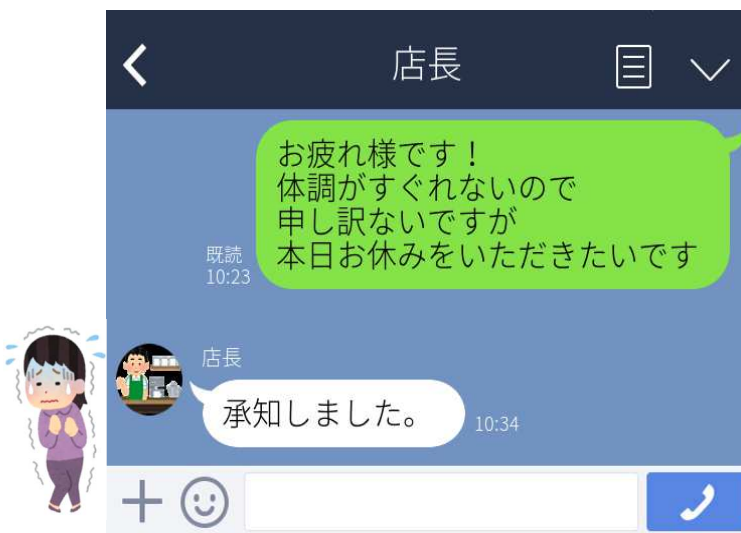 店長
お疲れ様です！
体調がすぐれないので
申し訳ないですが
本日お休みをいただきたいです
既読
10:23
店長
承知しました。
10:34